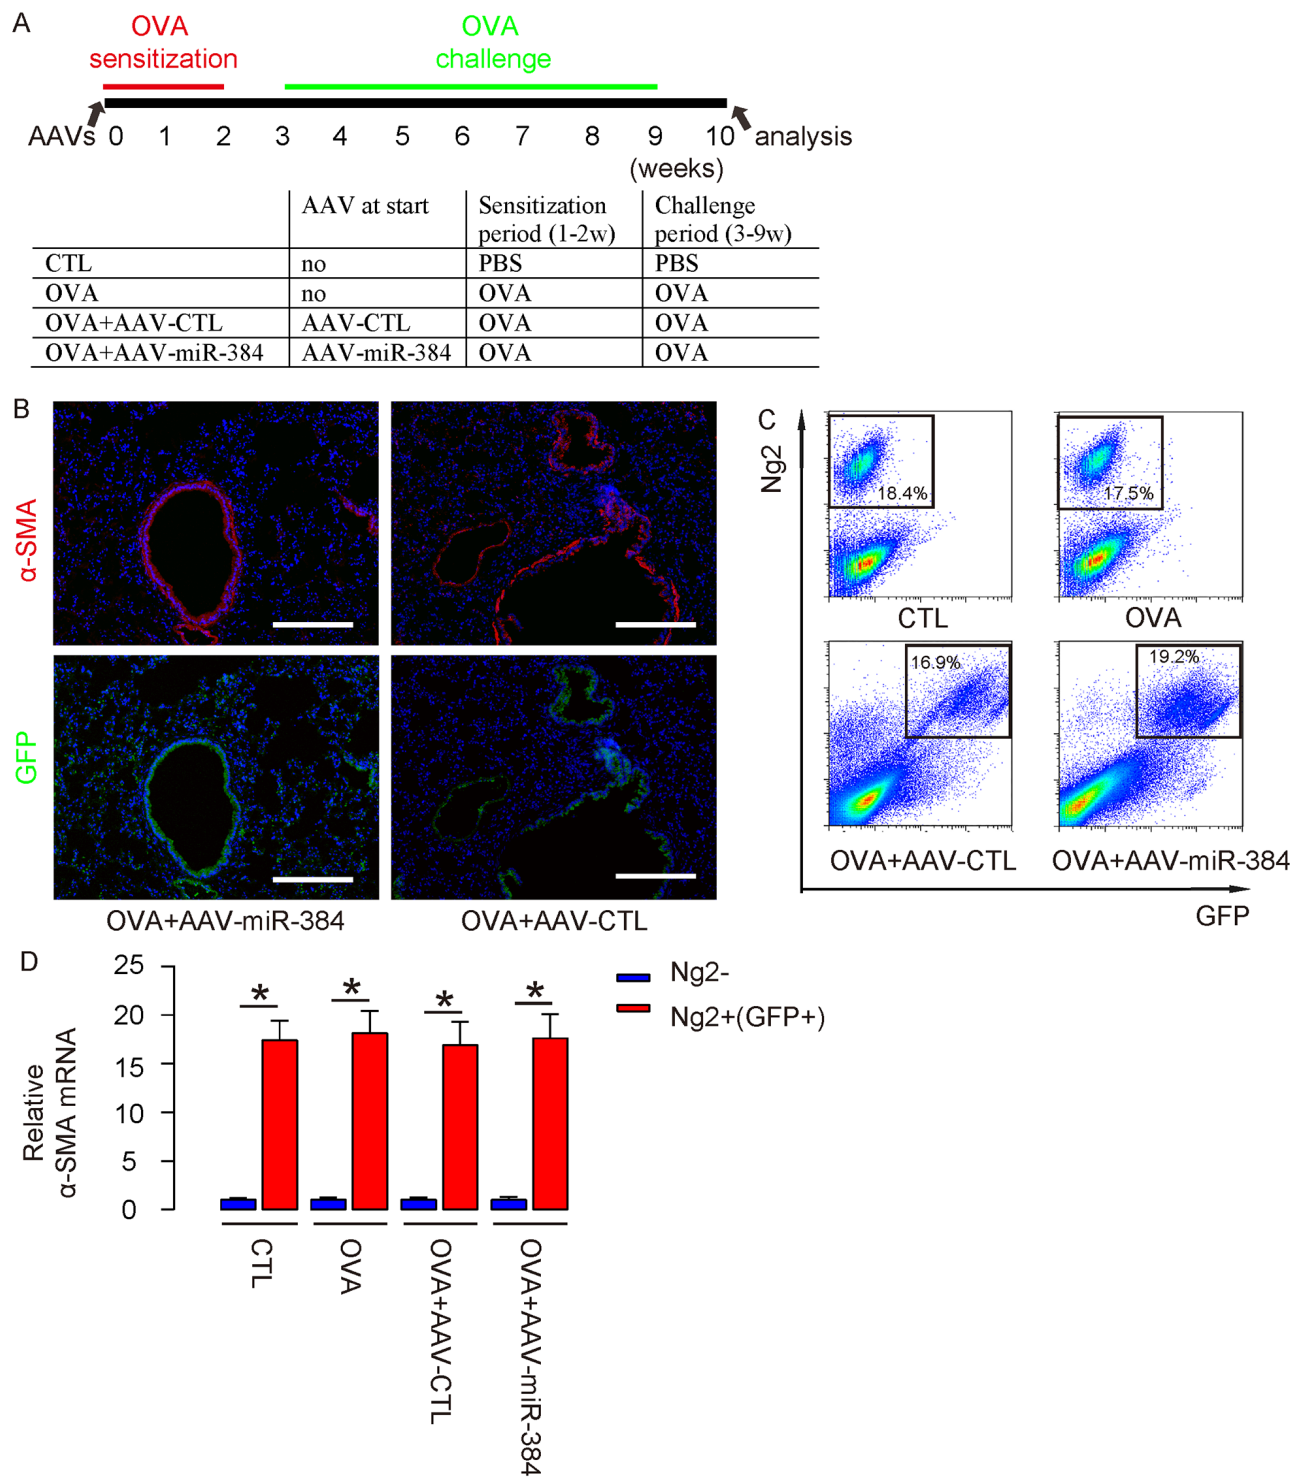 A
OVA
sensitization
OVA
challenge
AAVs 0 1 2 3 4 5 6 7 8 9 10 analysis
(weeks)
AAV at start Sensitization period (1-2w) Challenge period (3-9w)
CTL no PBS PBS
OVA no OVA OVA
OVA+AAV-CTL AAV-CTL OVA OVA
OVA+AAV-miR-384 AAV-miR-384 OVA OVA
B
α-SMA
GFP
OVA+AAV-miR-384 OVA+AAV-CTL
C
Ng2
18.4% 17.5%
CTL OVA
16.9% 19.2%
OVA+AAV-CTL OVA+AAV-miR-384
GFP
D
Relative
α-SMA mRNA
25
20
15
10
5
0
* * * *
Ng2-
Ng2+(GFP+)
CTL
OVA
OVA+AAV-CTL
OVA+AAV-miR-384